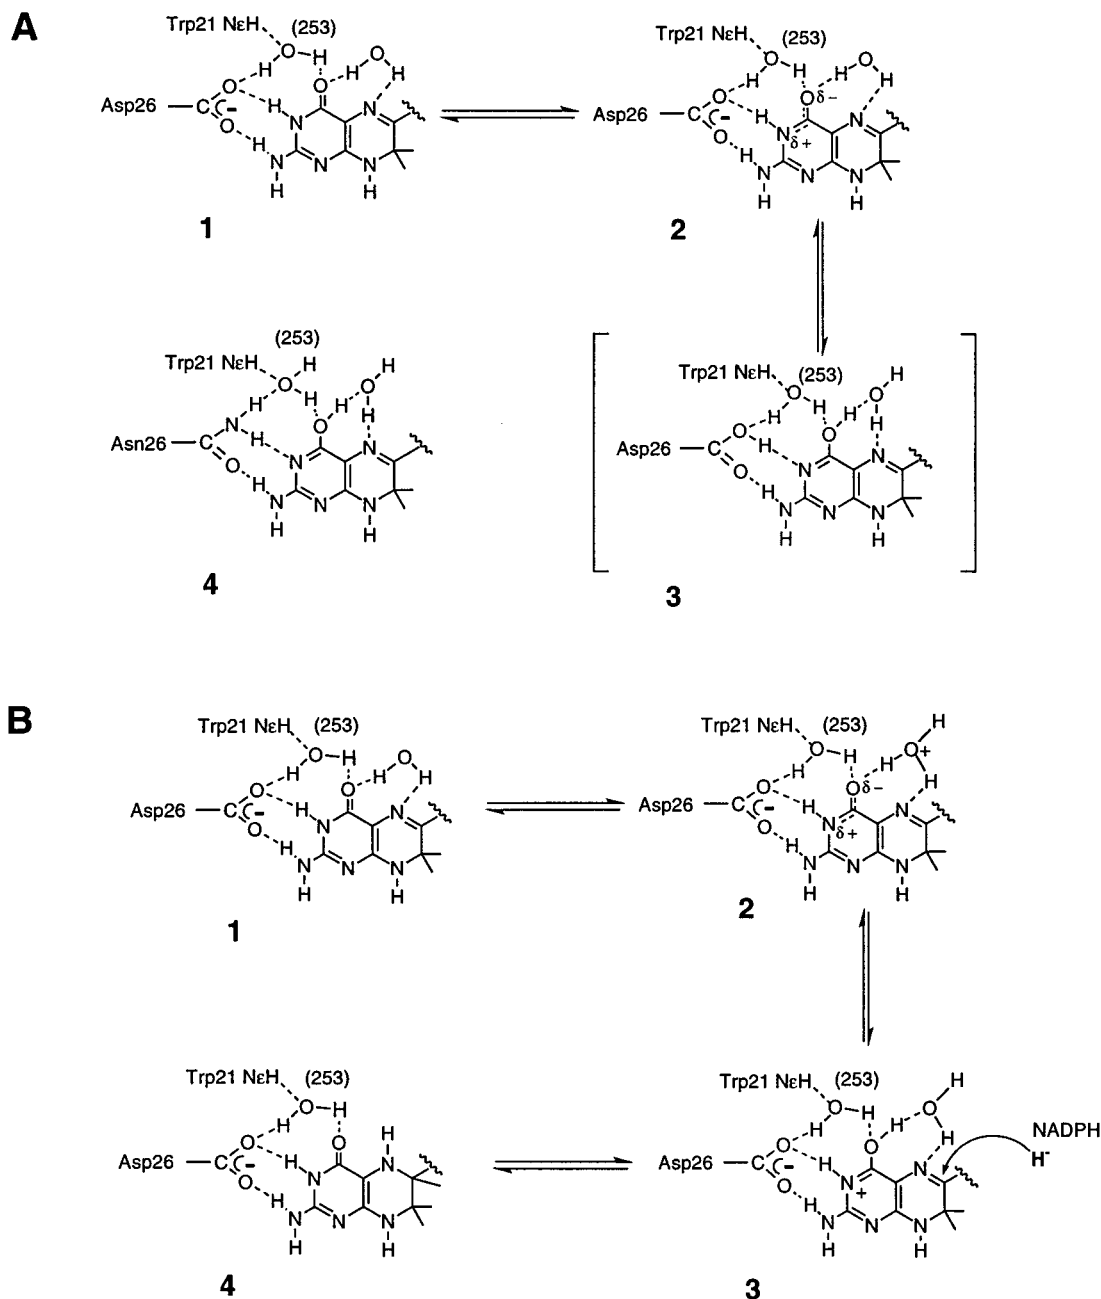 A
Trp21 NεH (253)
O H O
H H
Asp26 C O - O H N O N
H N N N
H H
1
Trp21 NεH (253)
O H H O
H H
Asp26 C O - O H N δ+ O δ− N
H N N N
H H
2
(253)
Trp21 NεH H H
O H H O
H H
Asn26 C N O H N O N
H N N N
H H
4
Trp21 NεH (253) H
O H H O
H H
Asp26 C O O H N O N
H N N N
H H
3
B
Trp21 NεH (253)
O H O
H H H
Asp26 C O - O H N O N
H N N N
H H
1
Trp21 NεH (253) H
O H H O+
H H
Asp26 C O - O H N δ+ O δ− N
H N N N
H H
2
Trp21 NεH (253)
O H
H H
Asp26 C O - O H N O N
H N N N
H H
4
Trp21 NεH (253) H
O H H O
H H
NADPH
H-
Asp26 C O - O H N + O N
H N N N
H H
3